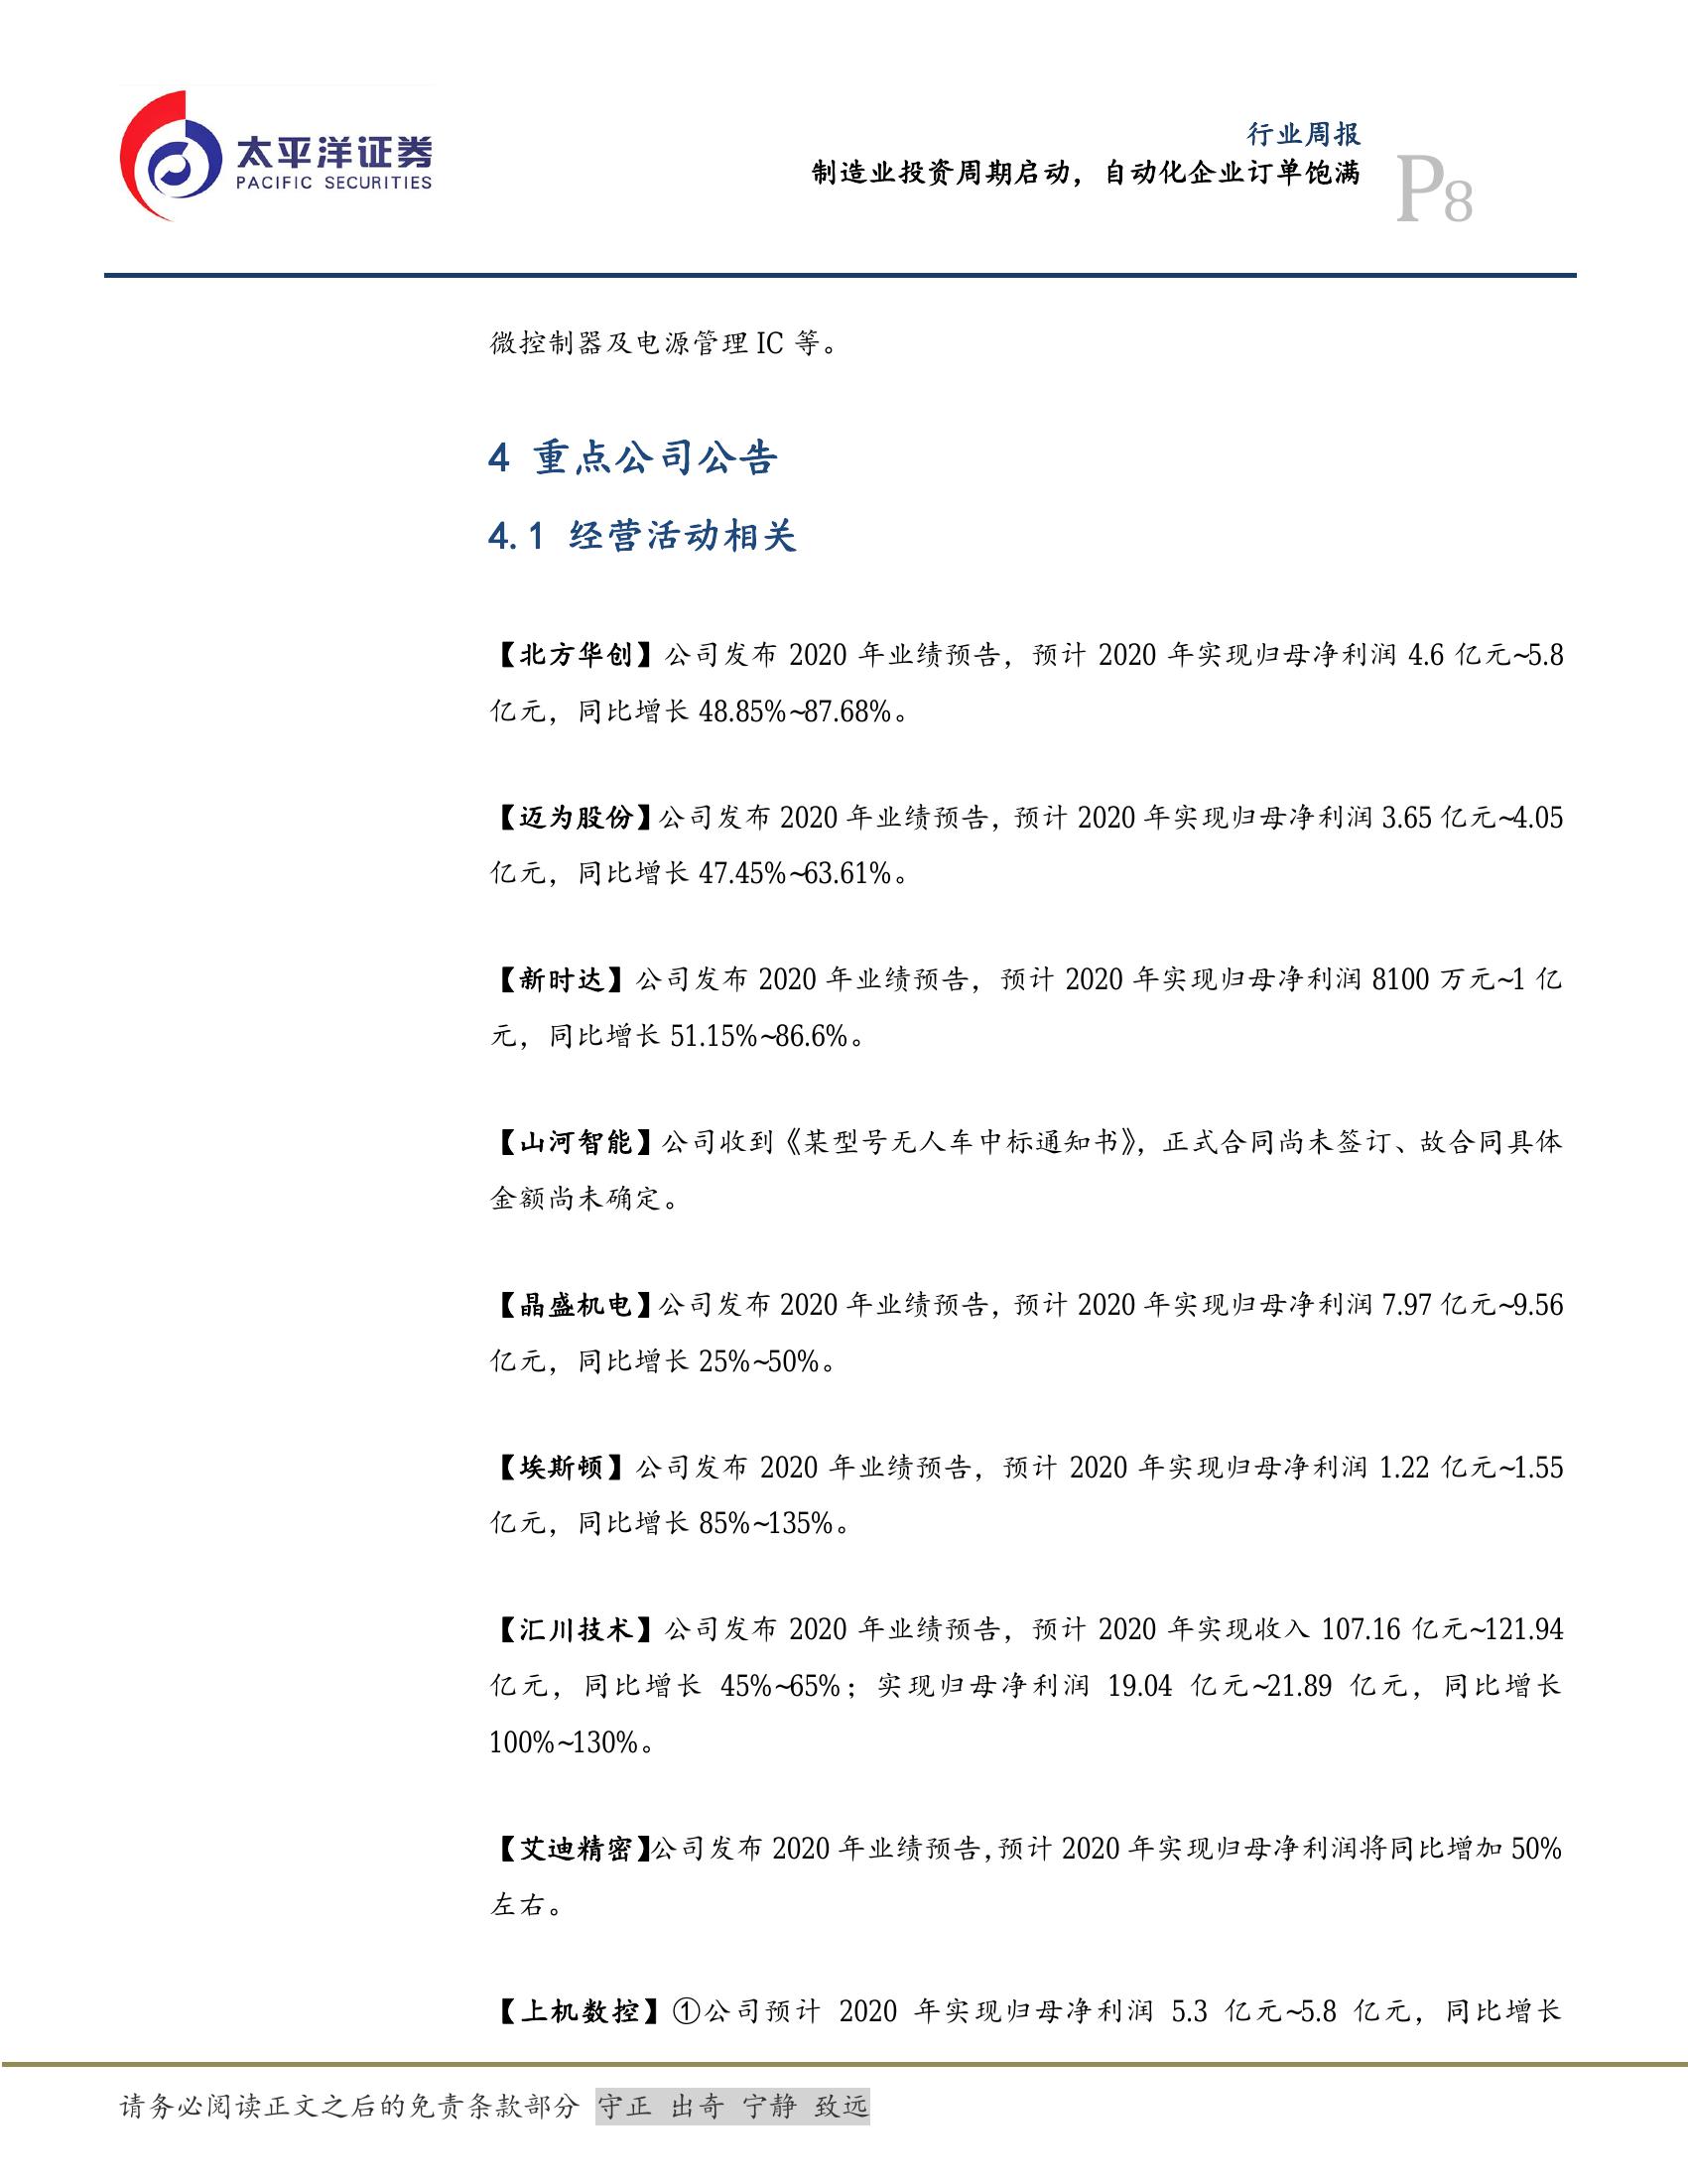 太平洋证券
PACIFIC SECURITIES
行业周报
制造业投资周期启动，自动化企业订单饱满
P8
微控制器及电源管理 IC 等。
4 重点公司公告
4.1 经营活动相关
【北方华创】公司发布 2020 年业绩预告，预计 2020 年实现归母净利润 4.6 亿元~5.8
亿元，同比增长 48.85%~87.68%。
【迈为股份】公司发布 2020 年业绩预告，预计 2020 年实现归母净利润 3.65 亿元~4.05
亿元，同比增长 47.45%~63.61%。
【新时达】公司发布 2020 年业绩预告，预计 2020 年实现归母净利润 8100 万元~1 亿
元，同比增长 51.15%~86.6%。
【山河智能】公司收到《某型号无人车中标通知书》，正式合同尚未签订、故合同具体
金额尚未确定。
【晶盛机电】公司发布 2020 年业绩预告，预计 2020 年实现归母净利润 7.97 亿元~9.56
亿元，同比增长 25%~50%。
【埃斯顿】公司发布 2020 年业绩预告，预计 2020 年实现归母净利润 1.22 亿元~1.55
亿元，同比增长 85%~135%。
【汇川技术】公司发布 2020 年业绩预告，预计 2020 年实现收入 107.16 亿元~121.94
亿元，同比增长 45%~65%；实现归母净利润 19.04 亿元~21.89 亿元，同比增长
100%~130%。
【艾迪精密】公司发布 2020 年业绩预告，预计 2020 年实现归母净利润将同比增加 50%
左右。
【上机数控】①公司预计 2020 年实现归母净利润 5.3 亿元~5.8 亿元，同比增长
请务必阅读正文之后的免责条款部分 守正 出奇 宁静 致远